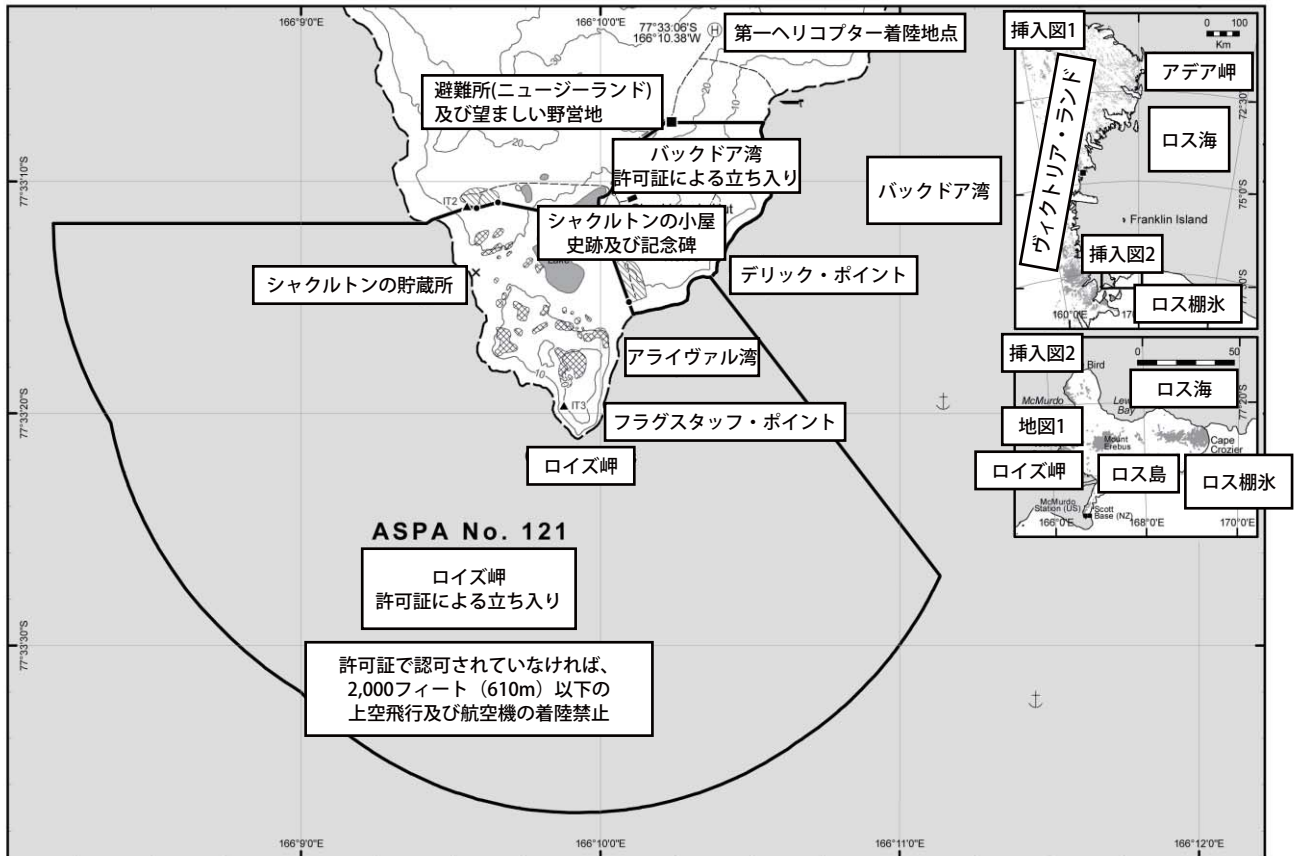 166°9'0"E
166°10'0"E
77°33:06'S
166°10.38'W
H
第一ヘリコプター着陸地点
避難所(ニュージーランド)
及び望ましい野営地
10
20
77°33'10"S
バックドア湾
許可証による立ち入り
バックドア湾
IT2
シャクルトンの小屋
史跡及び記念碑
シャクルトンの貯蔵所
デリック・ポイント
アライヴァル湾
10
IT3
フラグスタッフ・ポイント
77°33'20"S
ロイズ岬
ASPA No. 121
ロイズ岬
許可証による立ち入り
77°33'30"S
許可証で認可されていなければ、
2,000フィート（610m）以下の
上空飛行及び航空機の着陸禁止
166°9'0"E
166°10'0"E
166°11'0"E
166°12'0"E
挿入図1
0 100
Km
アデア岬
72°30'
ヴィクトリア・ランド
ロス海
75°0'S
Franklin Island
挿入図2
ロス棚氷
160°0'E
挿入図2
0 50
Bird
ロス海
McMurdo
Lew
Bay
77°20'S
地図1
Mount
Erebus
Cape
Crozier
ロイズ岬
ロス島
ロス棚氷
McMurdo
Station (US)
Scott
Base (NZ)
166°0'E
168°0'E
170°0'E